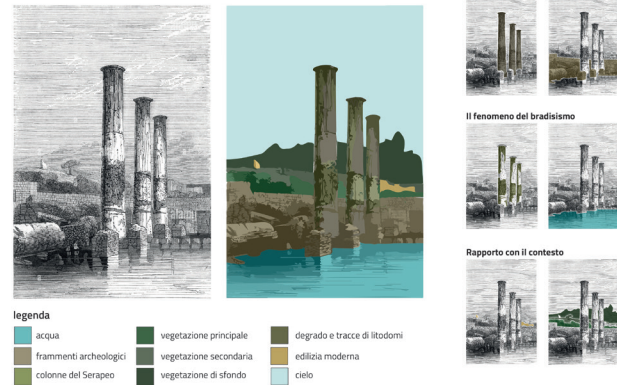 Il fenomeno del bradisismo
Rapporto con il contesto
legenda
acqua
frammenti archeologici
colonne del Serapeo
vegetazione principale
vegetazione secondaria
vegetazione di sfondo
degrado e tracce di litodomi
edilizia moderna
cielo